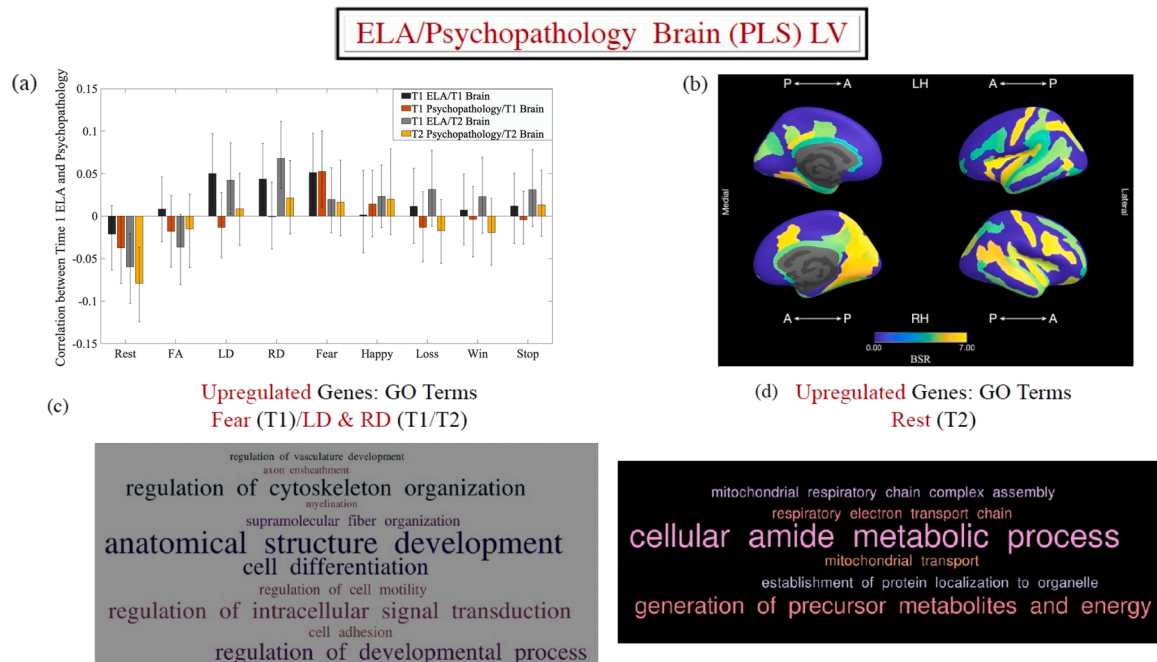 ELA/Psychopathology Brain (PLS) LV
(a)
Correlation between Time 1 ELA and Psychopathology
0.15
0.1
0.05
0
-0.05
-0.1
-0.15
T1 ELA/T1 Brain
T1 Psychopathology/T1 Brain
T1 ELA/T2 Brain
T2 Psychopathology/T2 Brain
Rest FA LD RD Fear Happy Loss Win Stop
(b)
P A LH A P
Medial
Lateral
A P RH P A
0.00 7.00
BSR
(c)
Upregulated Genes: GO Terms
Fear (T1)/LD & RD (T1/T2)
regulation of vasculature development
axon ensheathment
regulation of cytoskeleton organization
myelination
supramolecular fiber organization
anatomical structure development
cell differentiation
regulation of cell motility
regulation of intracellular signal transduction
cell adhesion
regulation of developmental process
(d) Upregulated Genes: GO Terms
Rest (T2)
mitochondrial respiratory chain complex assembly
respiratory electron transport chain
cellular amide metabolic process
mitochondrial transport
establishment of protein localization to organelle
generation of precursor metabolites and energy